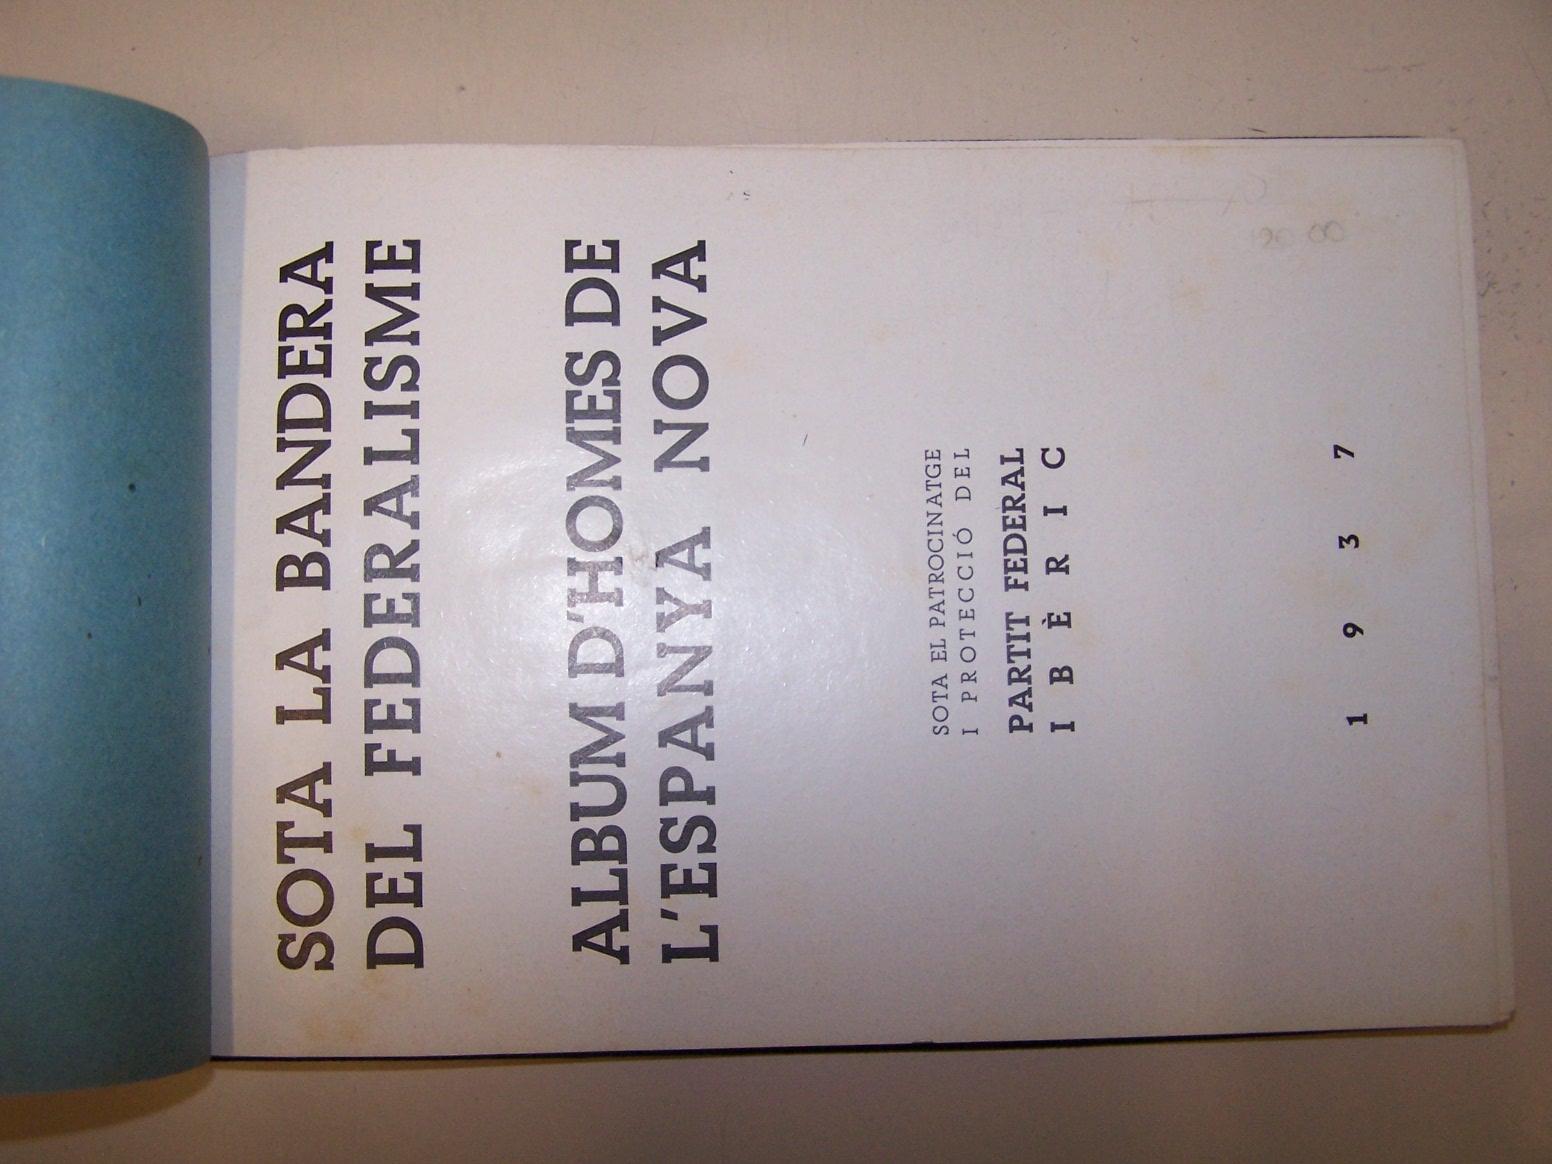 SOTA LA BANDERA
DEL FEDERALISME
ALBUM D'HOMES DE
L'ESPANYA NOVA
SOTA EL PATROCINATGE
I PROTECCIÓ DEL
PARTIT FEDERAL
IBÈRIC
1937